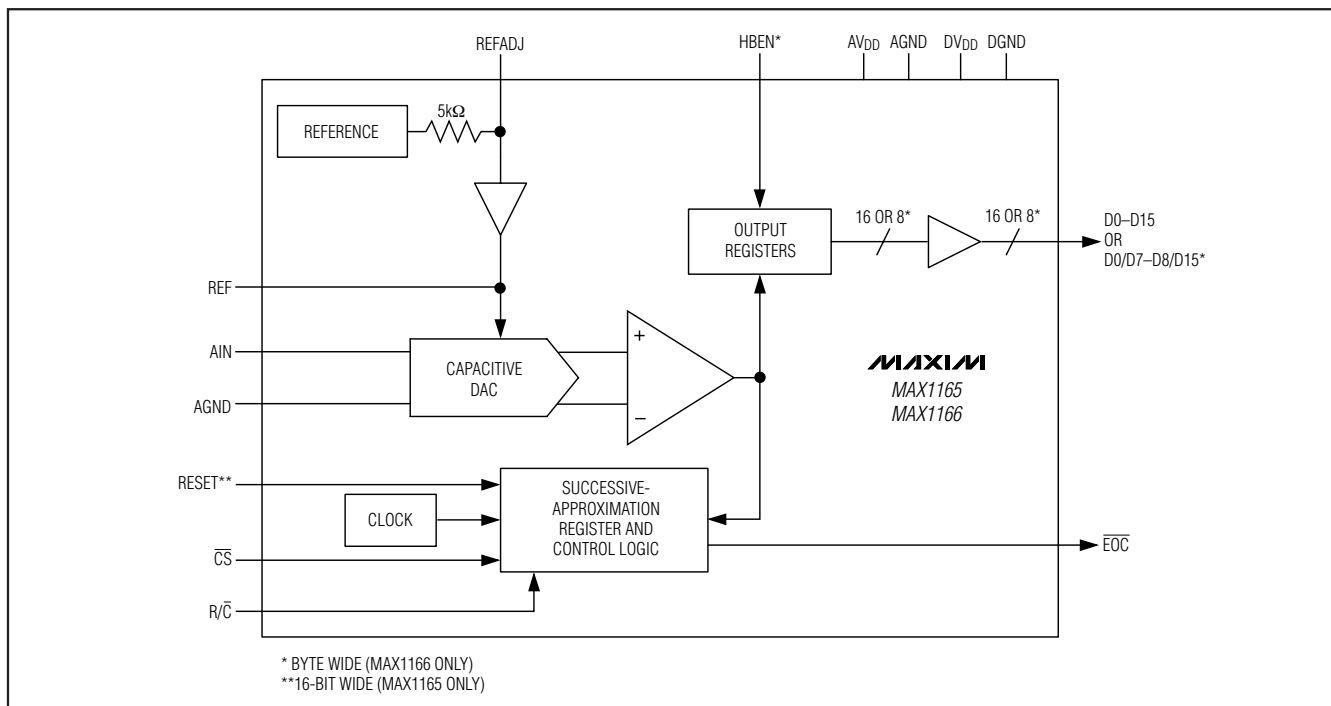 REFADJ
HBEN*
AVDD AGND DVDD DGND
5kΩ
REFERENCE
16 OR 8*
16 OR 8*
OUTPUT
REGISTERS
D0–D15
OR
D0/D7–D8/D15*
REF
AIN
+
CAPACITIVE
DAC
AGND
−
MAXIM
MAX1165
MAX1166
RESET**
SUCCESSIVE-
APPROXIMATION
REGISTER AND
CONTROL LOGIC
CLOCK
C̅S̅
E̅O̅C̅
R/C̅
* BYTE WIDE (MAX1166 ONLY)
**16-BIT WIDE (MAX1165 ONLY)